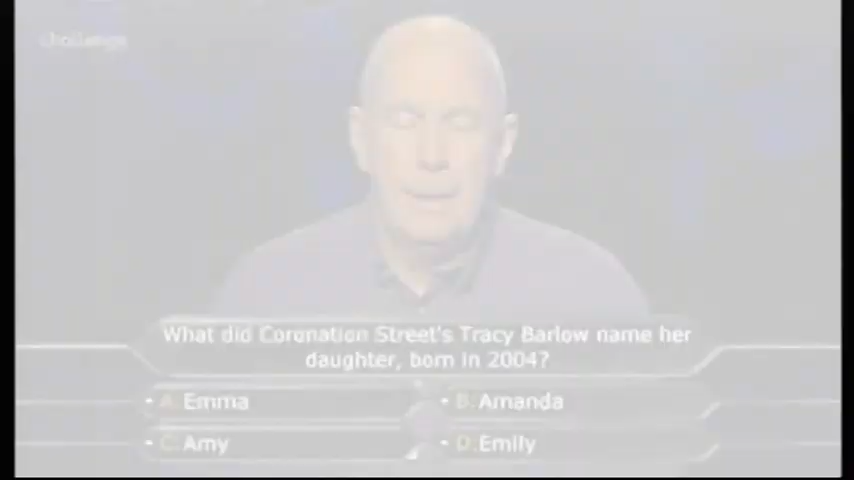 challenge
What did Coronation Street's Tracy Barlow name her
daughter, born in 2004?
• A: Emma
• B: Amanda
• C: Amy
• D: Emily